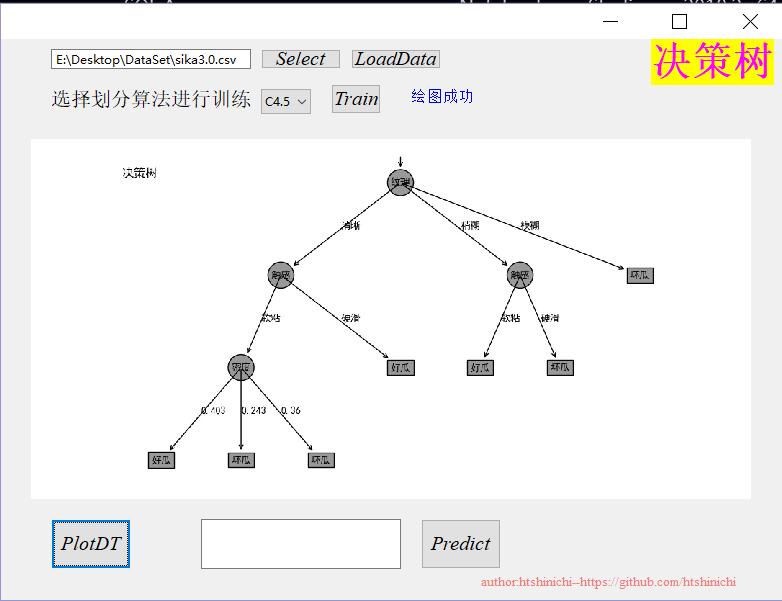 E:\Desktop\DataSet\sika3.0.csv
Select
LoadData
决策树
选择划分算法进行训练
C4.5
Train
绘图成功
决策树
纹理
清晰
稍糊
模糊
触感
触感
坏瓜
软粘
硬滑
软粘
硬滑
密度
好瓜
好瓜
坏瓜
0.403
0.243
0.36
好瓜
坏瓜
坏瓜
PlotDT
Predict
author:htshinichi--https://github.com/htshinichi